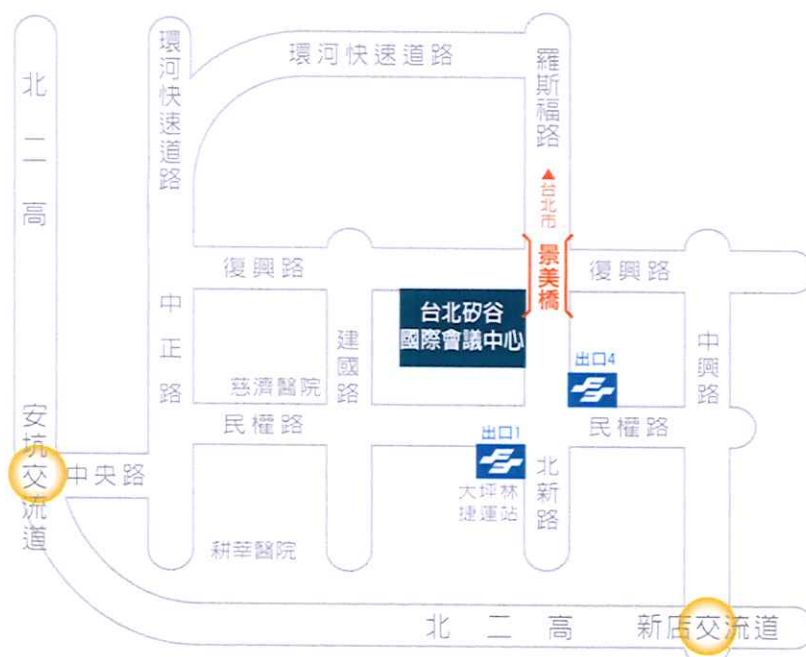 北二高
環河快速道路
環河快速道路
羅斯福路
▲台北市
景美橋
復興路
復興路
中正路
建國路
台北矽谷
國際會議中心
中興路
出口4
慈濟醫院
民權路
民權路
出口1
大坪林
捷運站
北新路
安坑交流道
中央路
耕莘醫院
北二高
新店交流道